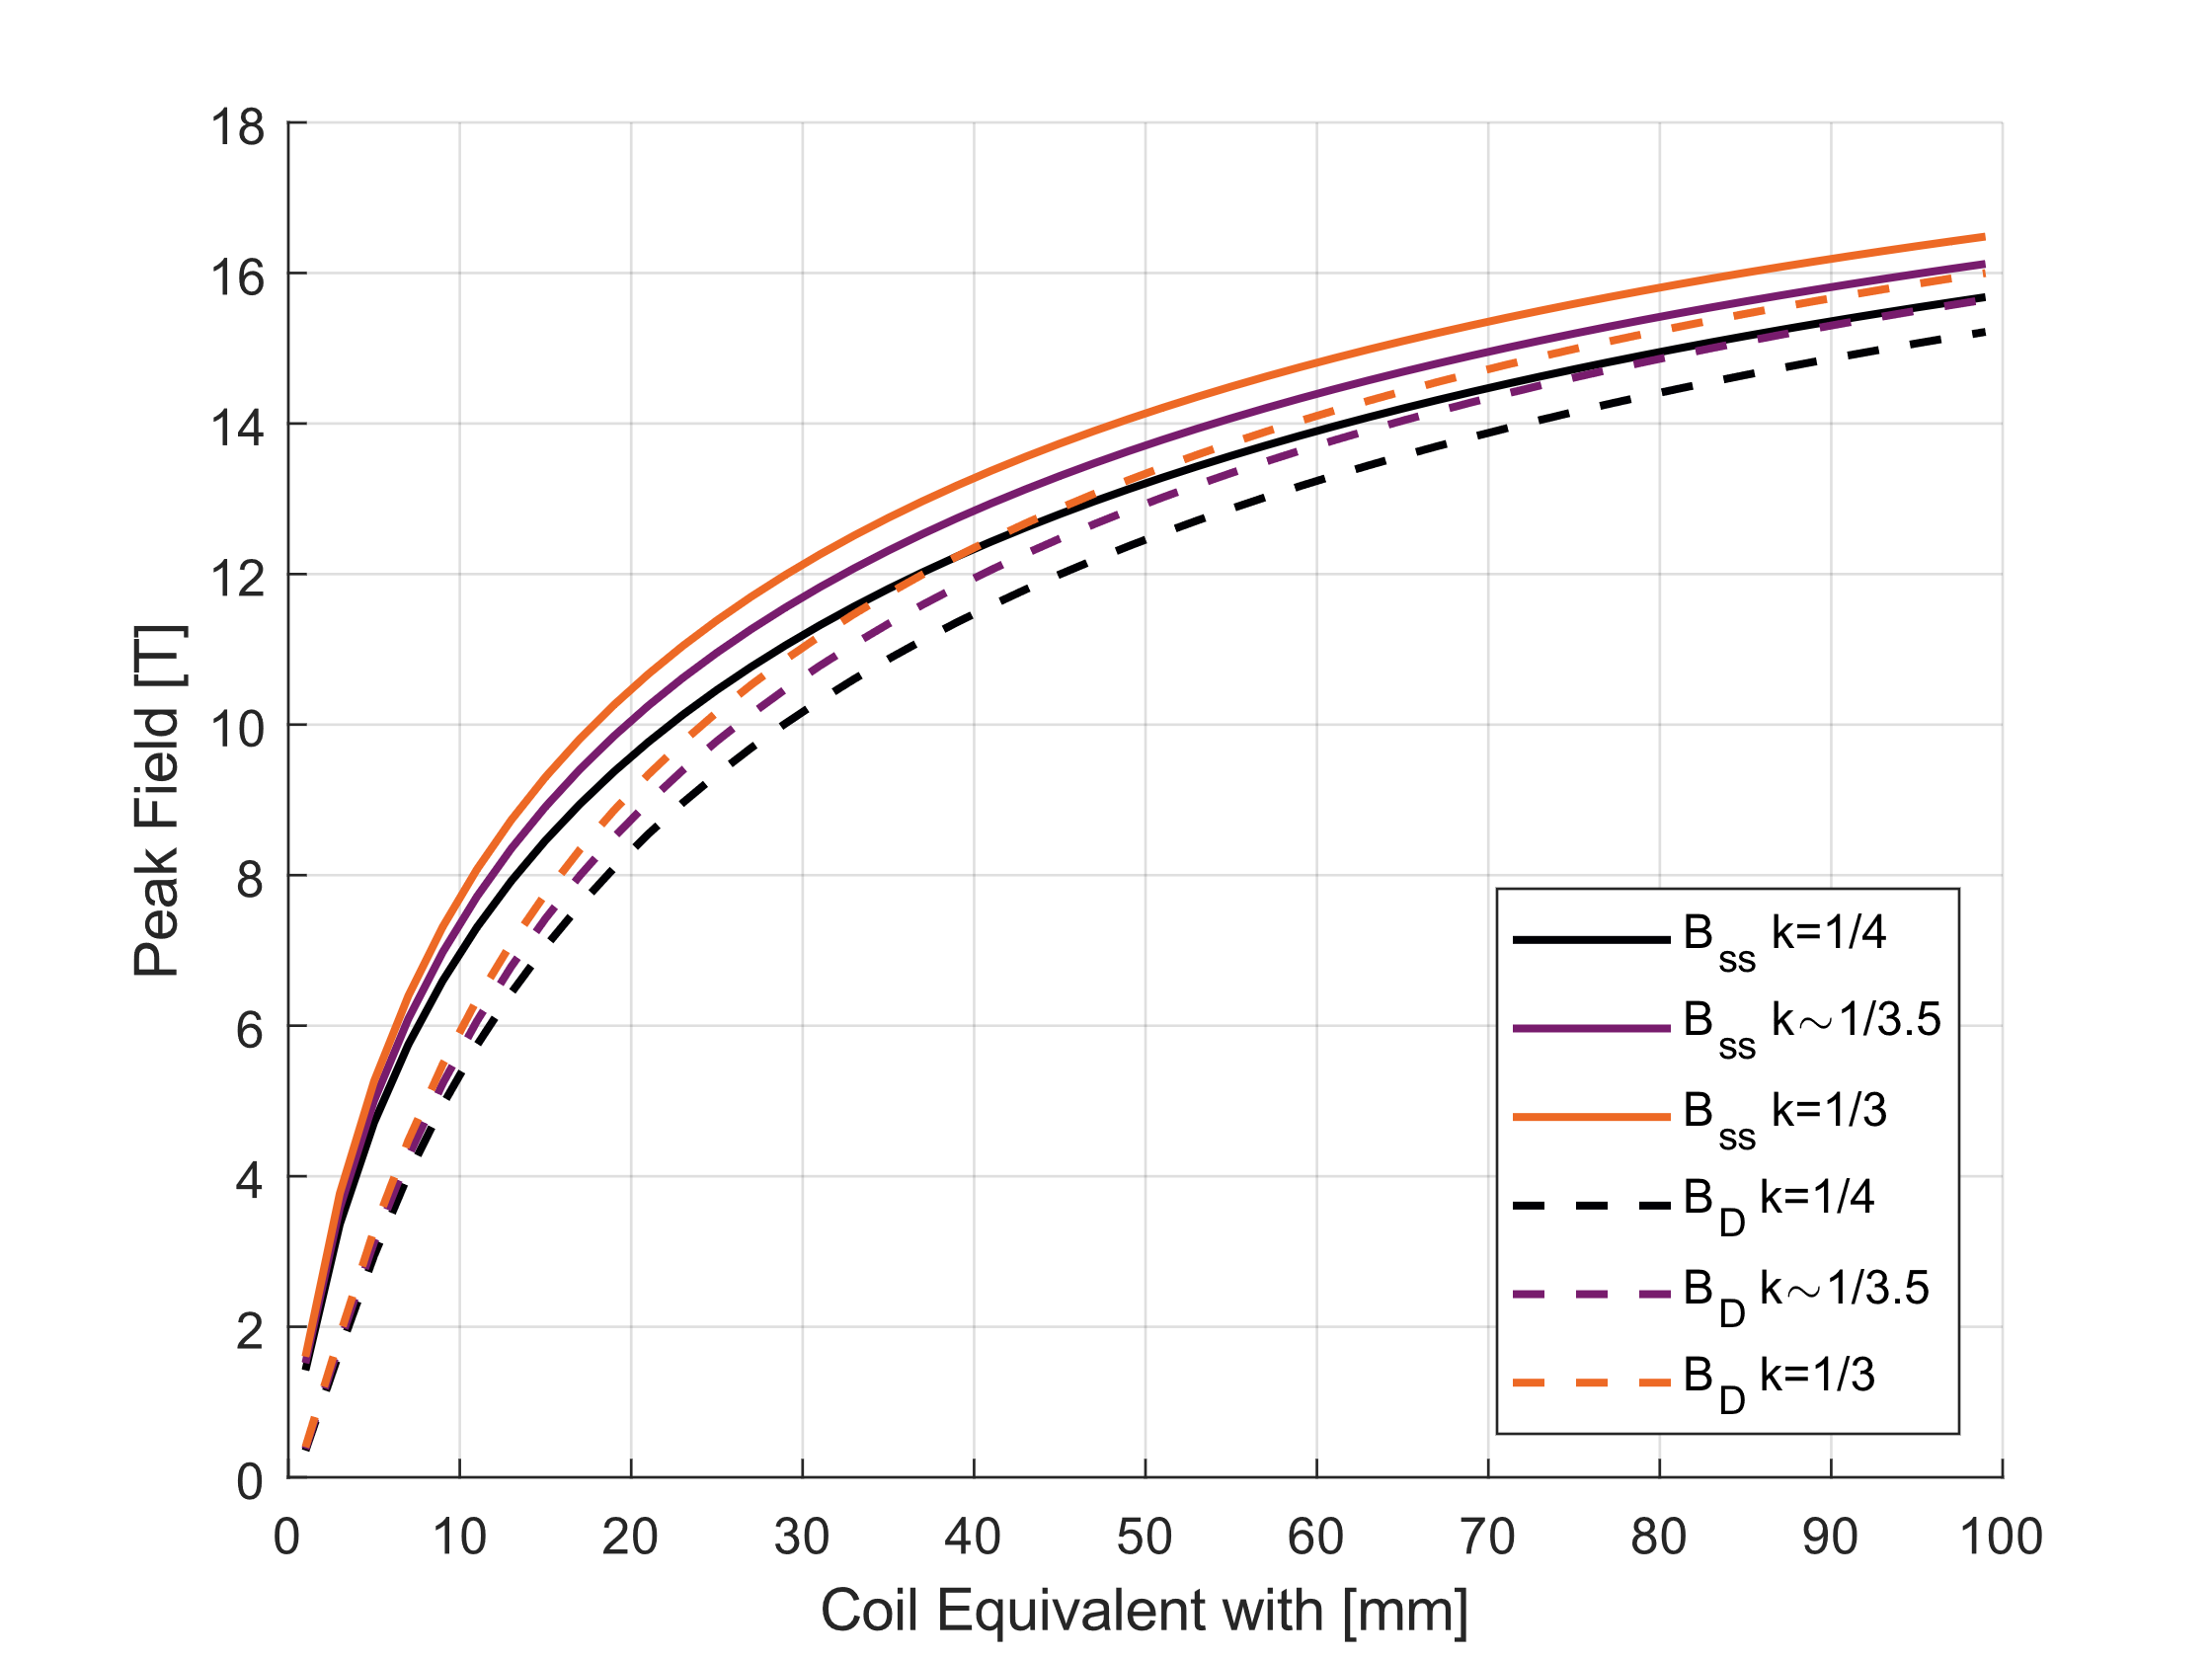 18
16
14
12
10
8
6
4
2
0
Peak Field [T]
0 10 20 30 40 50 60 70 80 90 100
Coil Equivalent with [mm]
B_ss k=1/4
B_ss k~1/3.5
B_ss k=1/3
B_D k=1/4
B_D k~1/3.5
B_D k=1/3